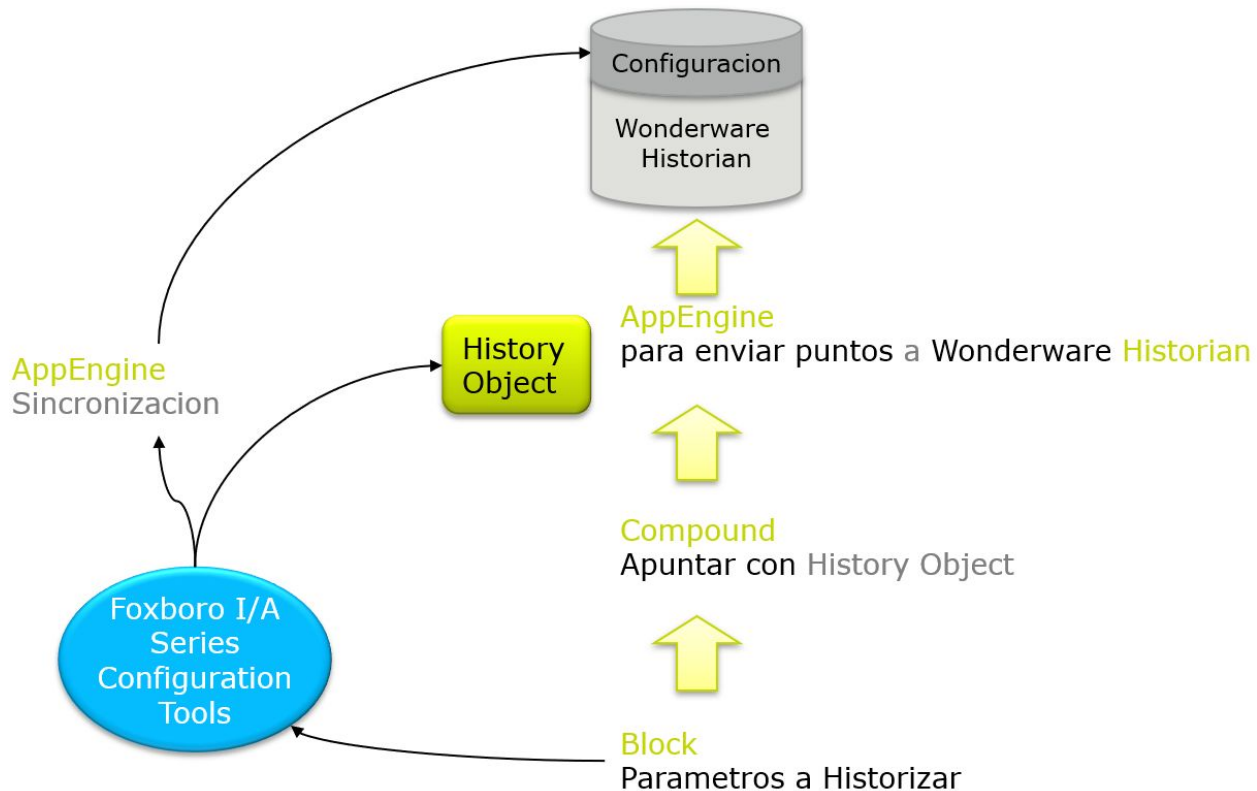 Configuracion
Wonderware
Historian
AppEngine
para enviar puntos a Wonderware Historian
History
Object
AppEngine
Sincronizacion
Compound
Apuntar con History Object
Foxboro I/A
Series
Configuration
Tools
Block
Parametros a Historizar